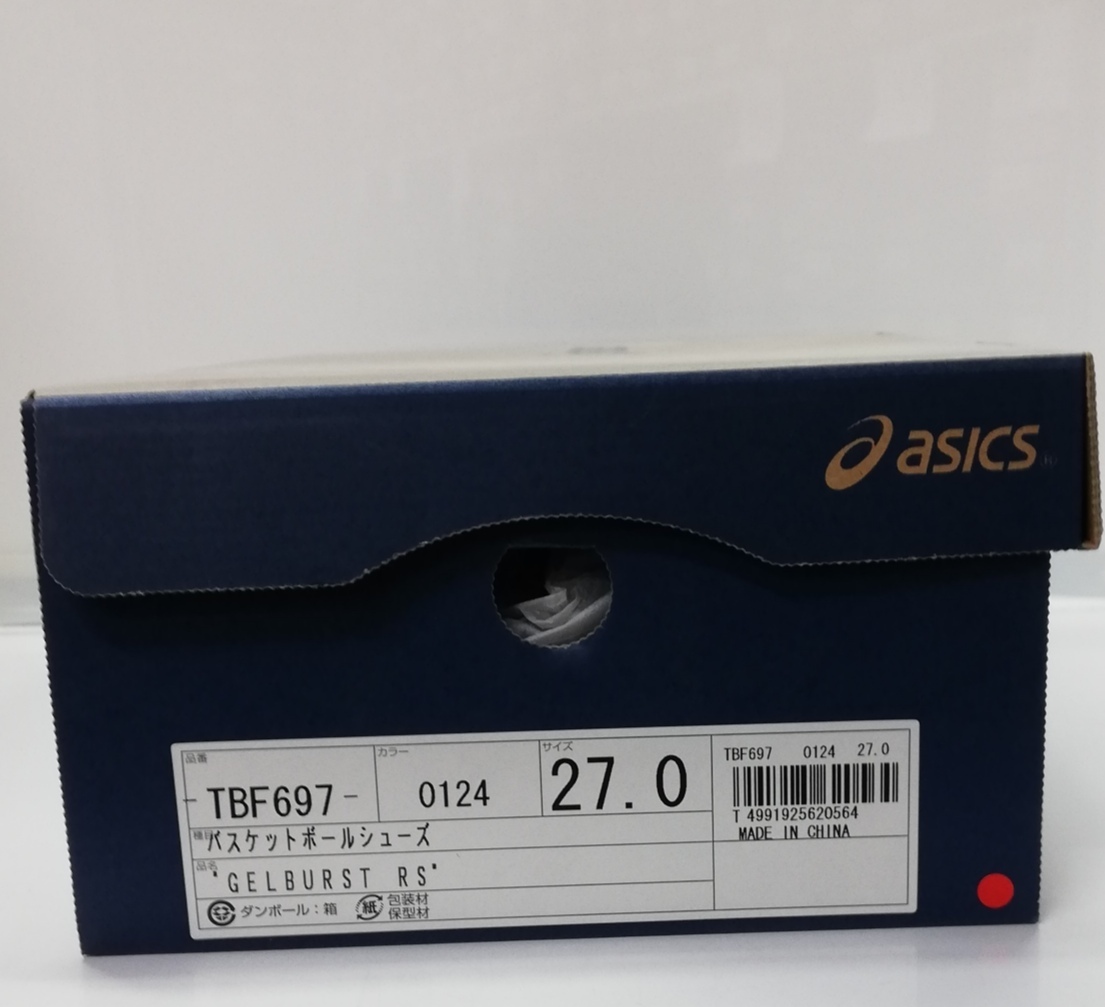 asics
品番
カラー
サイズ
TBF697 0124 27.0
-TBF697-
0124
27.0
T 4991925620564
MADE IN CHINA
種目
バスケットボールシューズ
品名
"GELBURST RS"
ダンボール：箱
紙
包装材
保型材